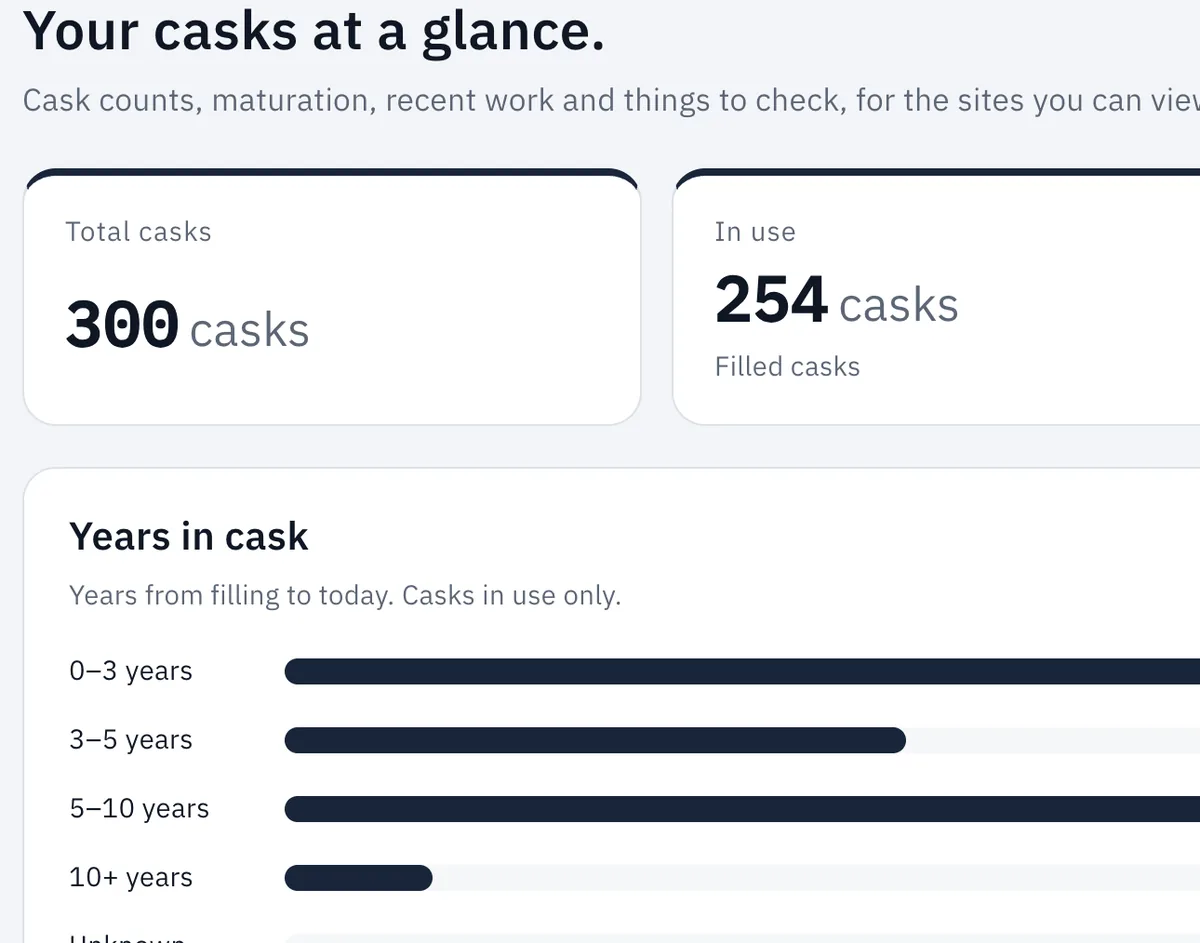 Your casks at a glance.
Cask counts, maturation, recent work and things to check, for the sites you can view
Total casks
300 casks
In use
254 casks
Filled casks
Years in cask
Years from filling to today. Casks in use only.
0–3 years
3–5 years
5–10 years
10+ years
Unknown